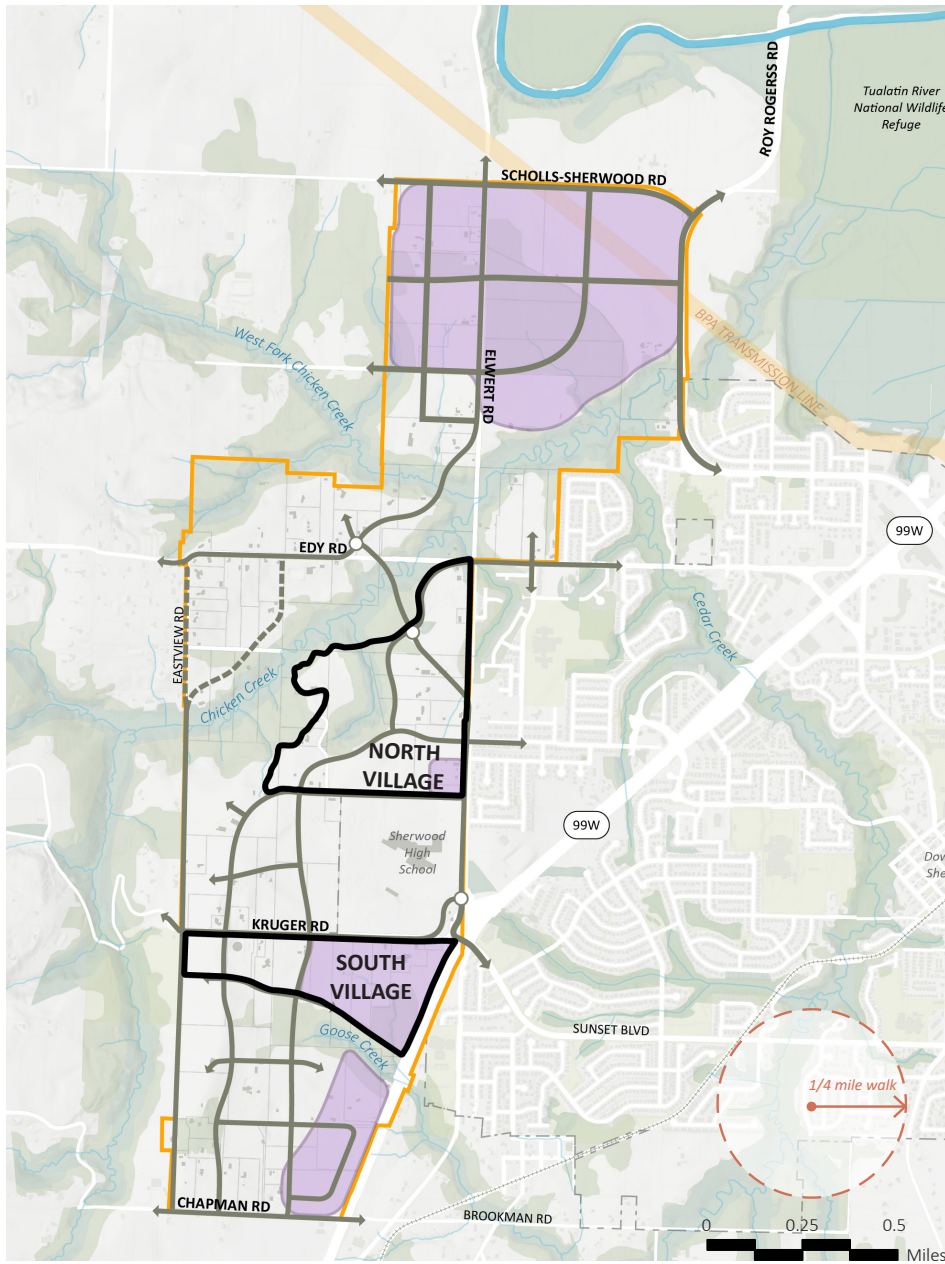 ROY ROGERSS RD
Tualatin River
National Wildlife
Refuge
SCHOLLS-SHERWOOD RD
West Fork Chicken Creek
BPA TRANSMISSION LINE
ELWERT RD
99W
EDY RD
Cedar Creek
EASTVIEW RD
Chicken Creek
NORTH
VILLAGE
99W
Sherwood
High
School
KRUGER RD
SOUTH
VILLAGE
Goose Creek
SUNSET BLVD
1/4 mile walk
CHAPMAN RD
BROOKMAN RD
0 0.25 0.5
Miles